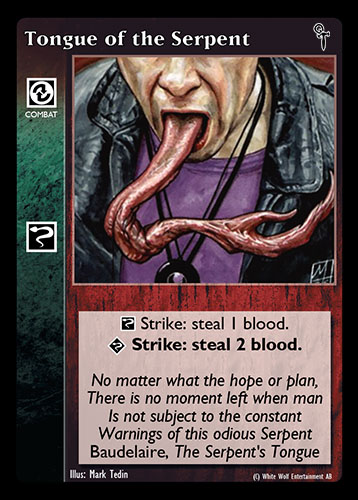 Tongue of the Serpent
COMBAT
Strike: steal 1 blood.
Strike: steal 2 blood.
No matter what the hope or plan,
There is no moment left when man
Is not subject to the constant
Warnings of this odious Serpent
Baudelaire, The Serpent's Tongue
Illus: Mark Tedin
(C) White Wolf Entertainment AB